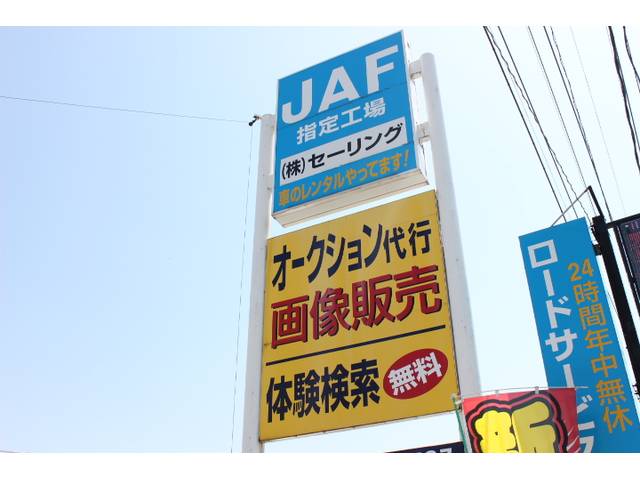 JAF
指定工場
(株)セーリング
車のレンタルやってます!
オークション代行
画像販売
体験検索 無料
ロードサービス
24時間年中無休
新